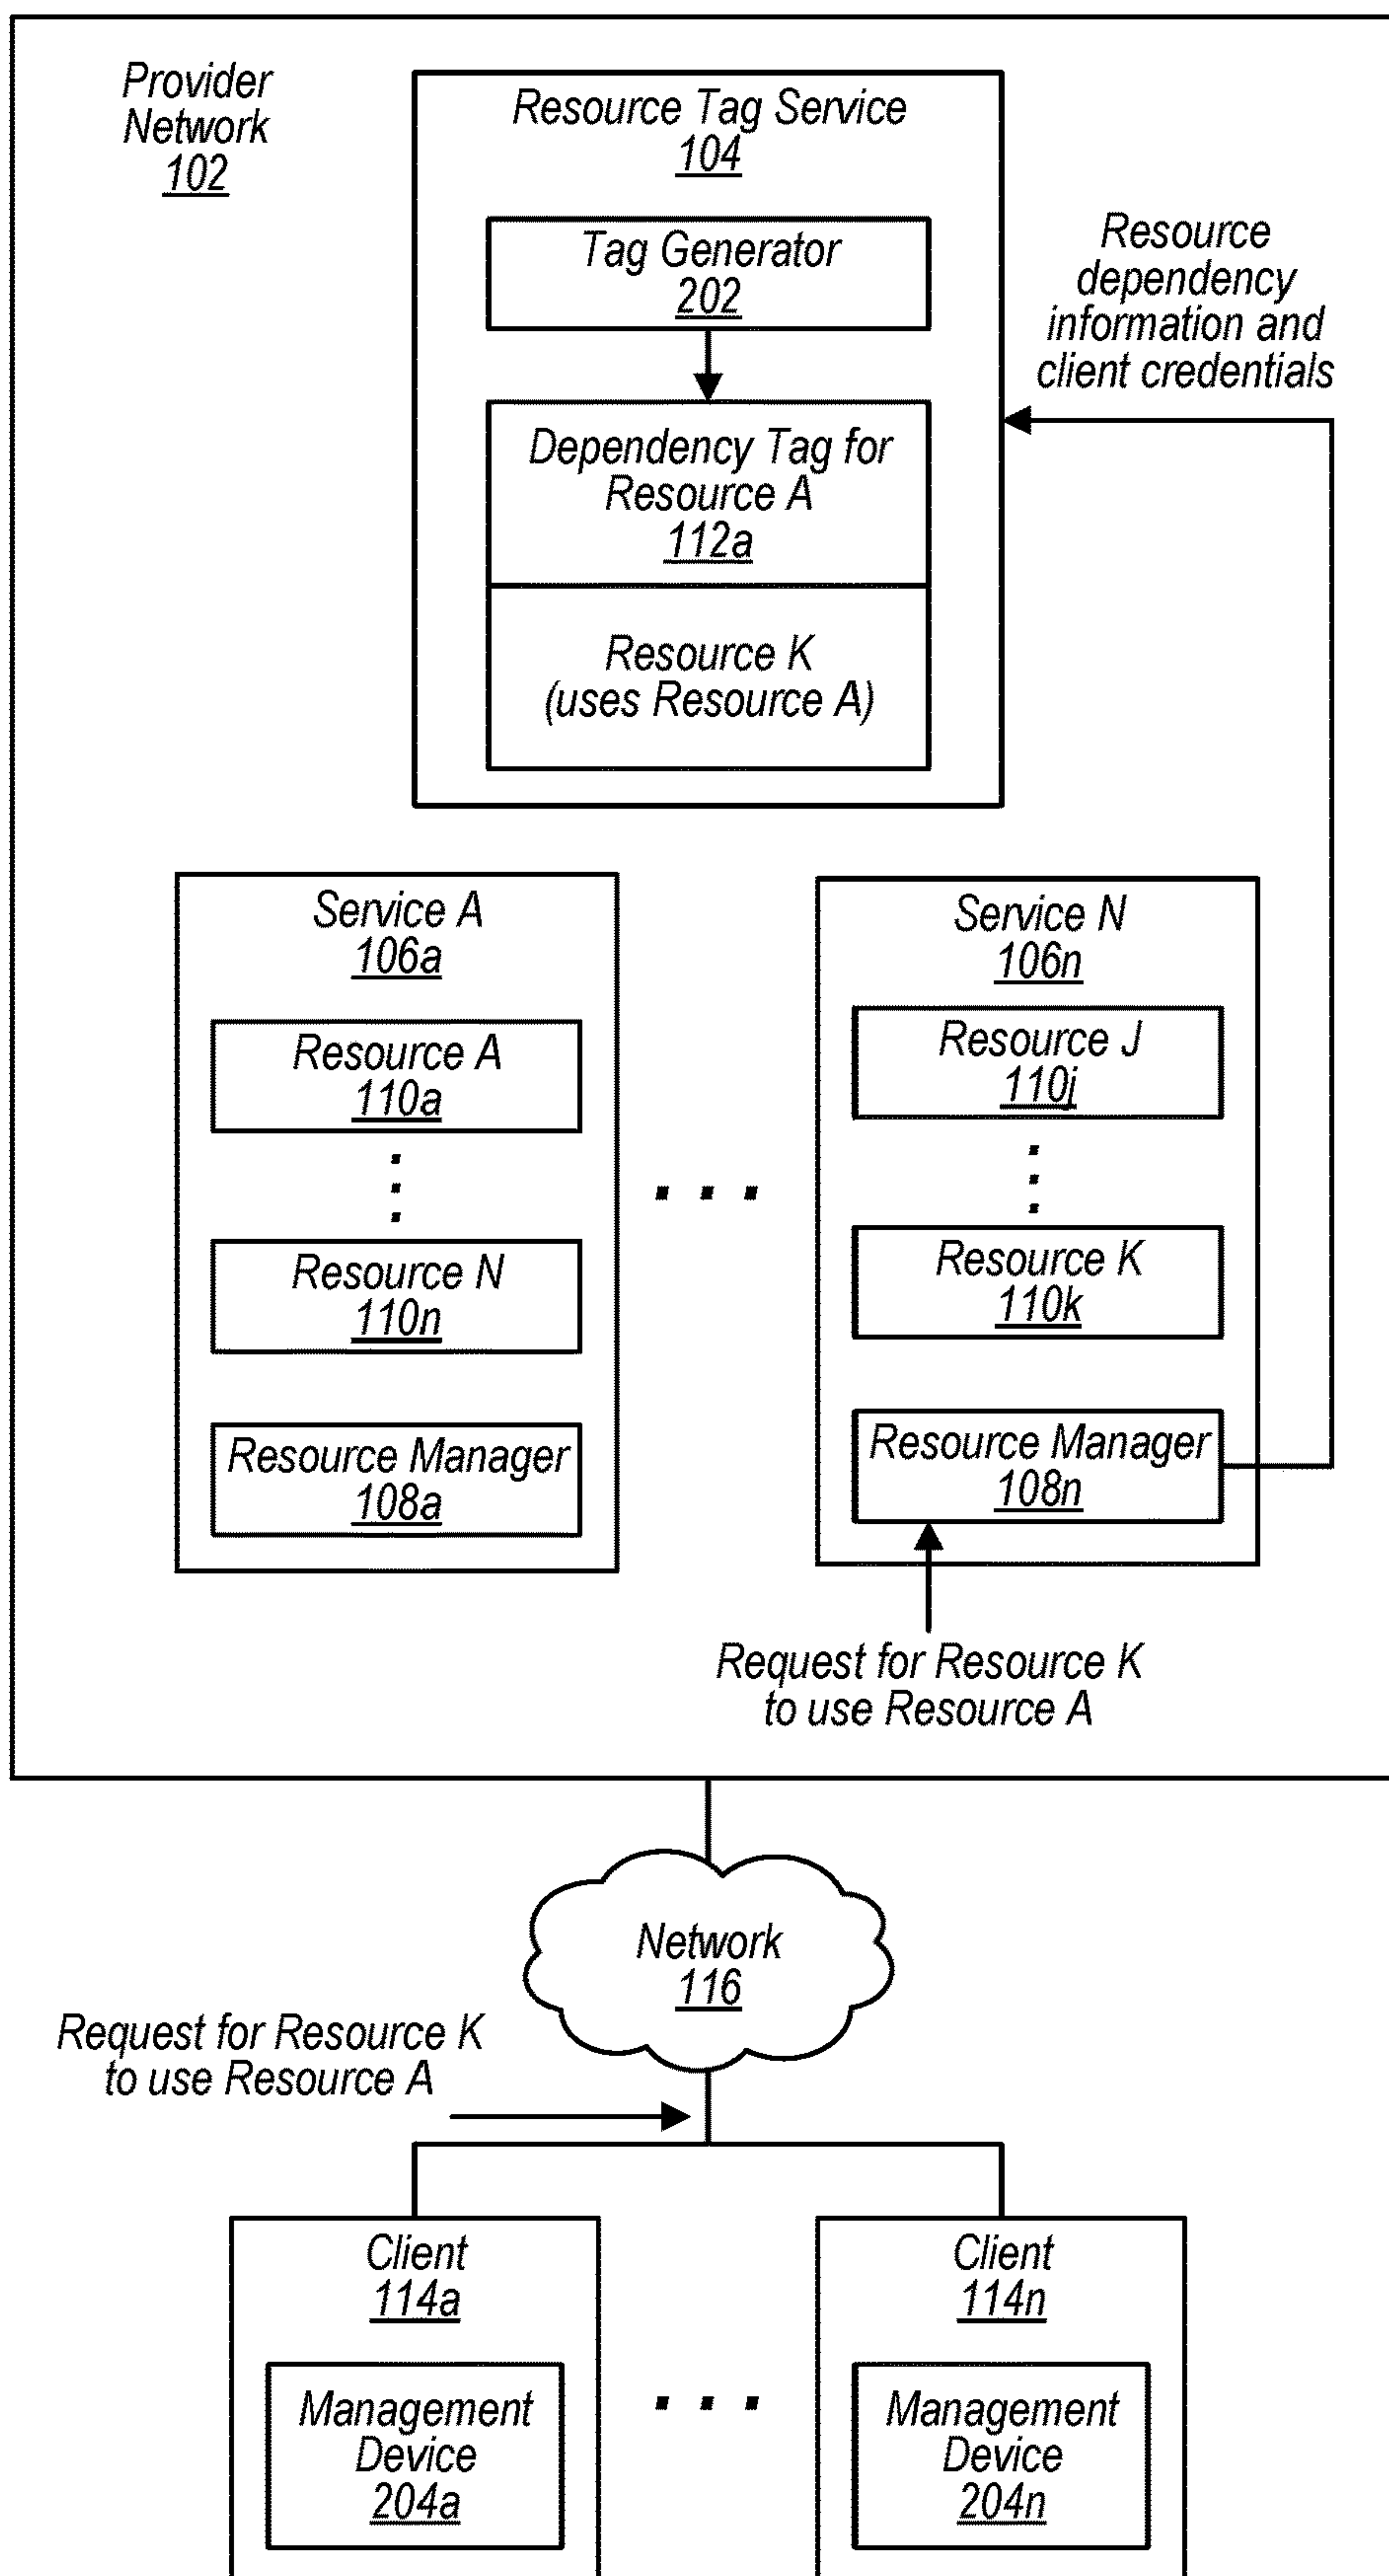 Provider
Network
102
Resource Tag Service
104
Tag Generator
202
Resource
dependency
information and
client credentials
Dependency Tag for
Resource A
112a
Resource K
(uses Resource A)
Service A
106a
Resource A
110a
Resource N
110n
Resource Manager
108a
Service N
106n
Resource J
110j
Resource K
110k
Resource Manager
108n
Request for Resource K
to use Resource A
Network
116
Request for Resource K
to use Resource A
Client
114a
Management
Device
204a
Client
114n
Management
Device
204n